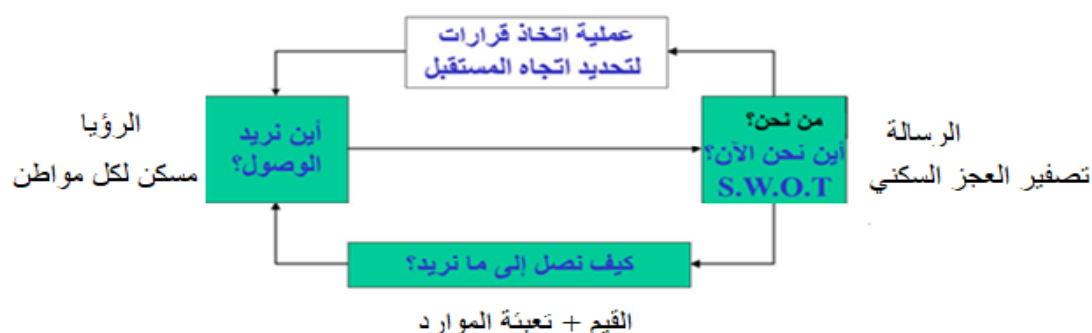 عملية اتخاذ قرارات
لتحديد اتجاه المستقبل
الرسالة
تصفير العجز السكني
من نحن؟
أين نحن الآن؟
S.W.O.T
أين نريد
الوصول؟
الرؤيا
مسكن لكل مواطن
كيف نصل إلى ما نريد؟
القيم + تعبئة الموارد